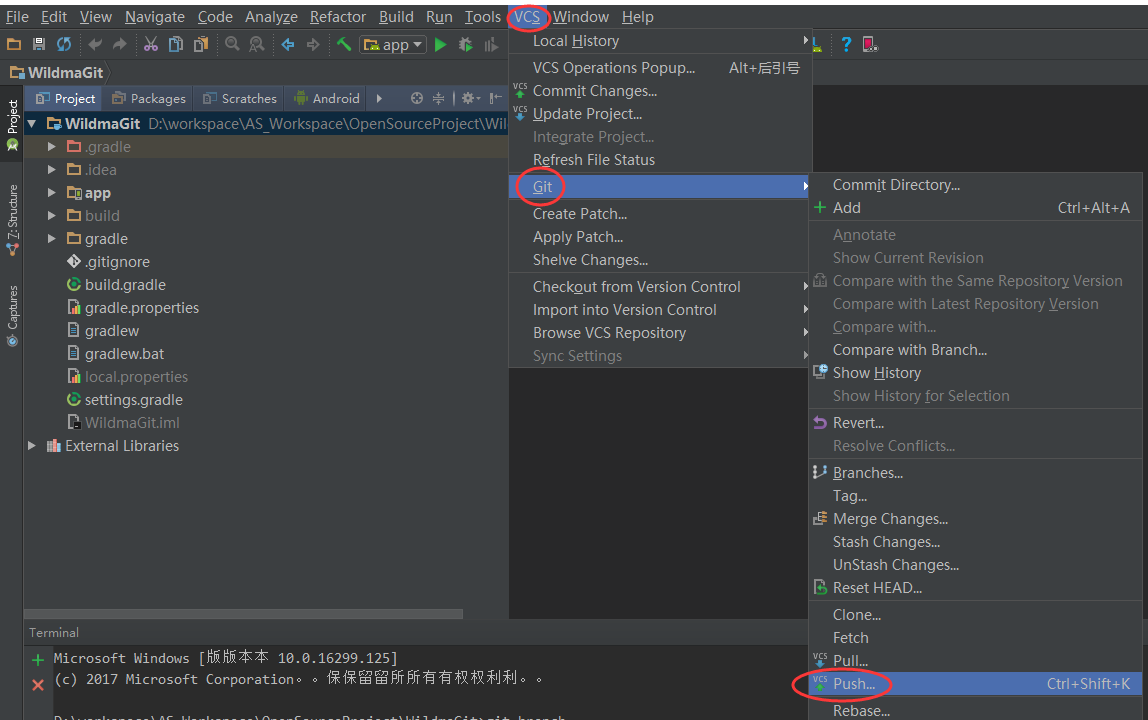 File Edit View Navigate Code Analyze Refactor Build Run Tools VCS Window Help
app
WildmaGit
Project Packages Scratches Android
Project
Z: Structure
Captures
WildmaGit D:\workspace\AS_Workspace\OpenSourceProject\Wil
.gradle
.idea
app
build
gradle
.gitignore
build.gradle
gradle.properties
gradlew
gradlew.bat
local.properties
settings.gradle
WildmaGit.iml
External Libraries
Local History
VCS Operations Popup... Alt+后引号
Commit Changes...
Update Project...
Integrate Project...
Refresh File Status
Git
Create Patch...
Apply Patch...
Shelve Changes...
Checkout from Version Control
Import into Version Control
Browse VCS Repository
Sync Settings
Commit Directory...
Add Ctrl+Alt+A
Annotate
Show Current Revision
Compare with the Same Repository Version
Compare with Latest Repository Version
Compare with...
Compare with Branch...
Show History
Show History for Selection
Revert...
Resolve Conflicts...
Branches...
Tag...
Merge Changes...
Stash Changes...
UnStash Changes...
Reset HEAD...
Clone...
Fetch
Pull...
Push... Ctrl+Shift+K
Rebase...
Terminal
Microsoft Windows [版版本本 10.0.16299.125]
(c) 2017 Microsoft Corporation。。保保留留所所有有权权利利。。
D:\workspace\AS_Workspace\OpenSourceProject\WildmaGit>git branch